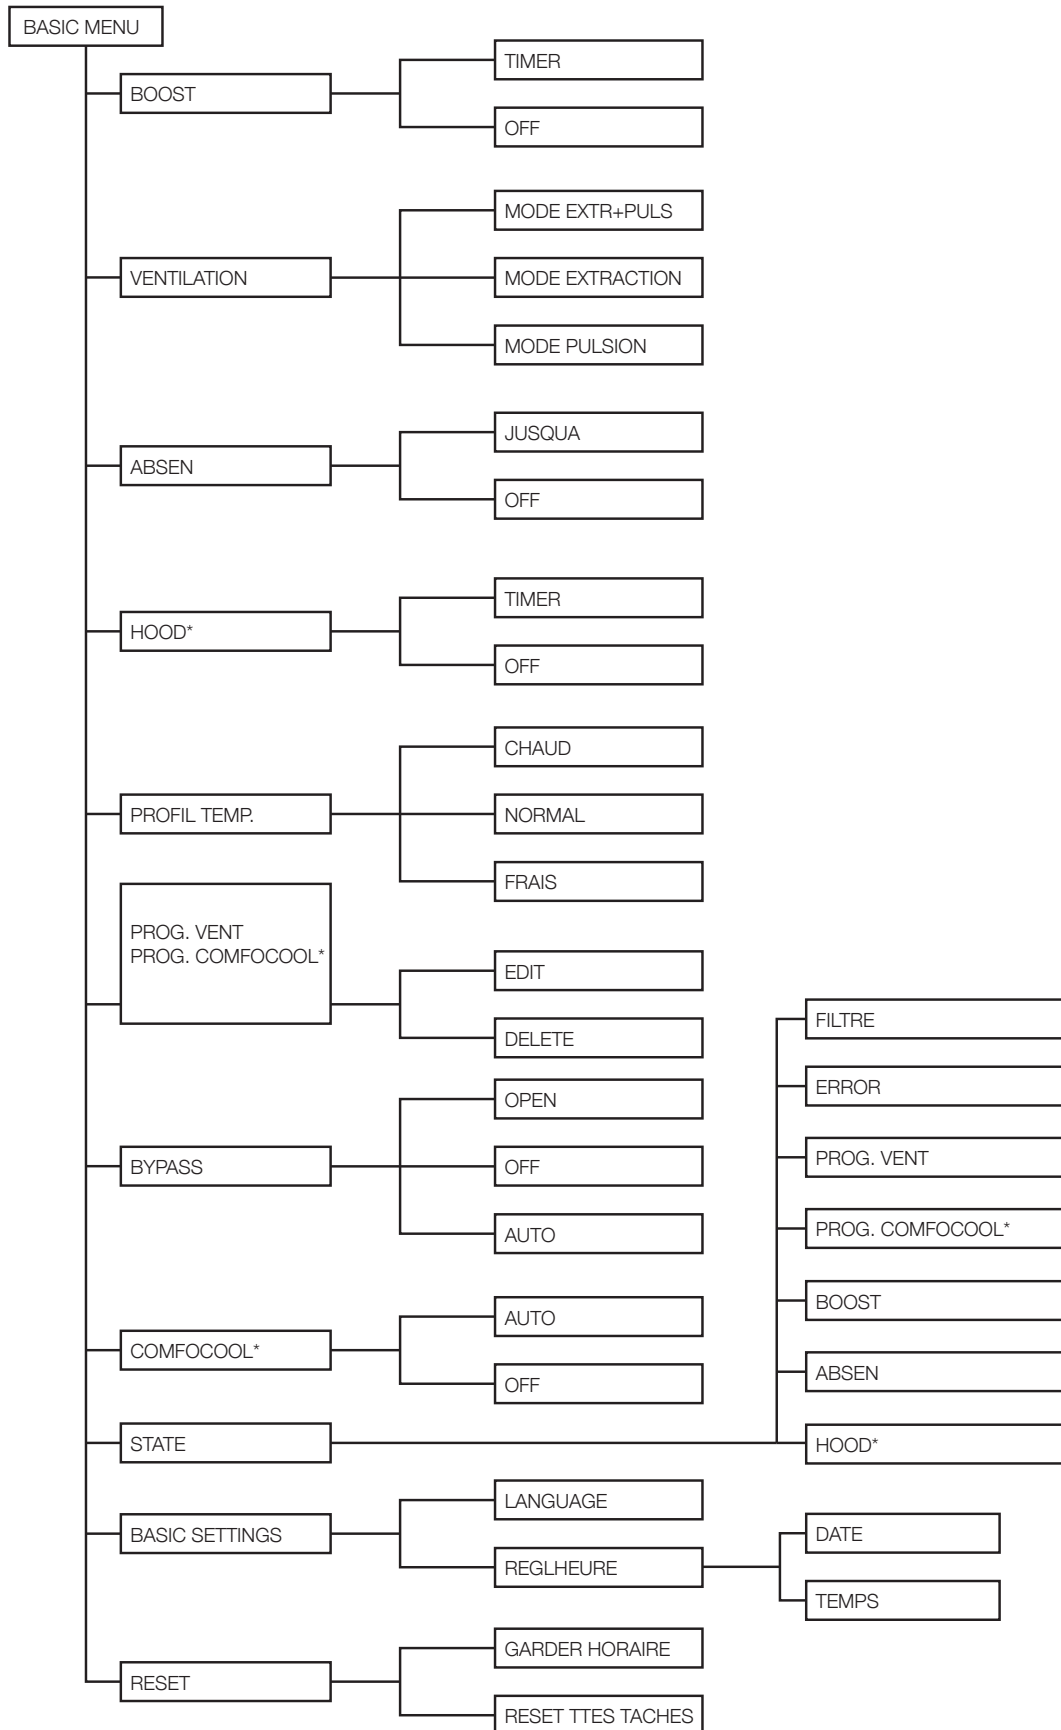 BASIC MENU
BOOST
TIMER
OFF
VENTILATION
MODE EXTR+PULS
MODE EXTRACTION
MODE PULSION
ABSEN
JUSQUA
OFF
HOOD*
TIMER
OFF
PROFIL TEMP.
CHAUD
NORMAL
FRAIS
PROG. VENT
PROG. COMFOCOOL*
EDIT
DELETE
BYPASS
OPEN
OFF
AUTO
COMFOCOOL*
AUTO
OFF
STATE
FILTRE
ERROR
PROG. VENT
PROG. COMFOCOOL*
BOOST
ABSEN
HOOD*
BASIC SETTINGS
LANGUAGE
REGLHEURE
DATE
TEMPS
RESET
GARDER HORAIRE
RESET TTES TACHES